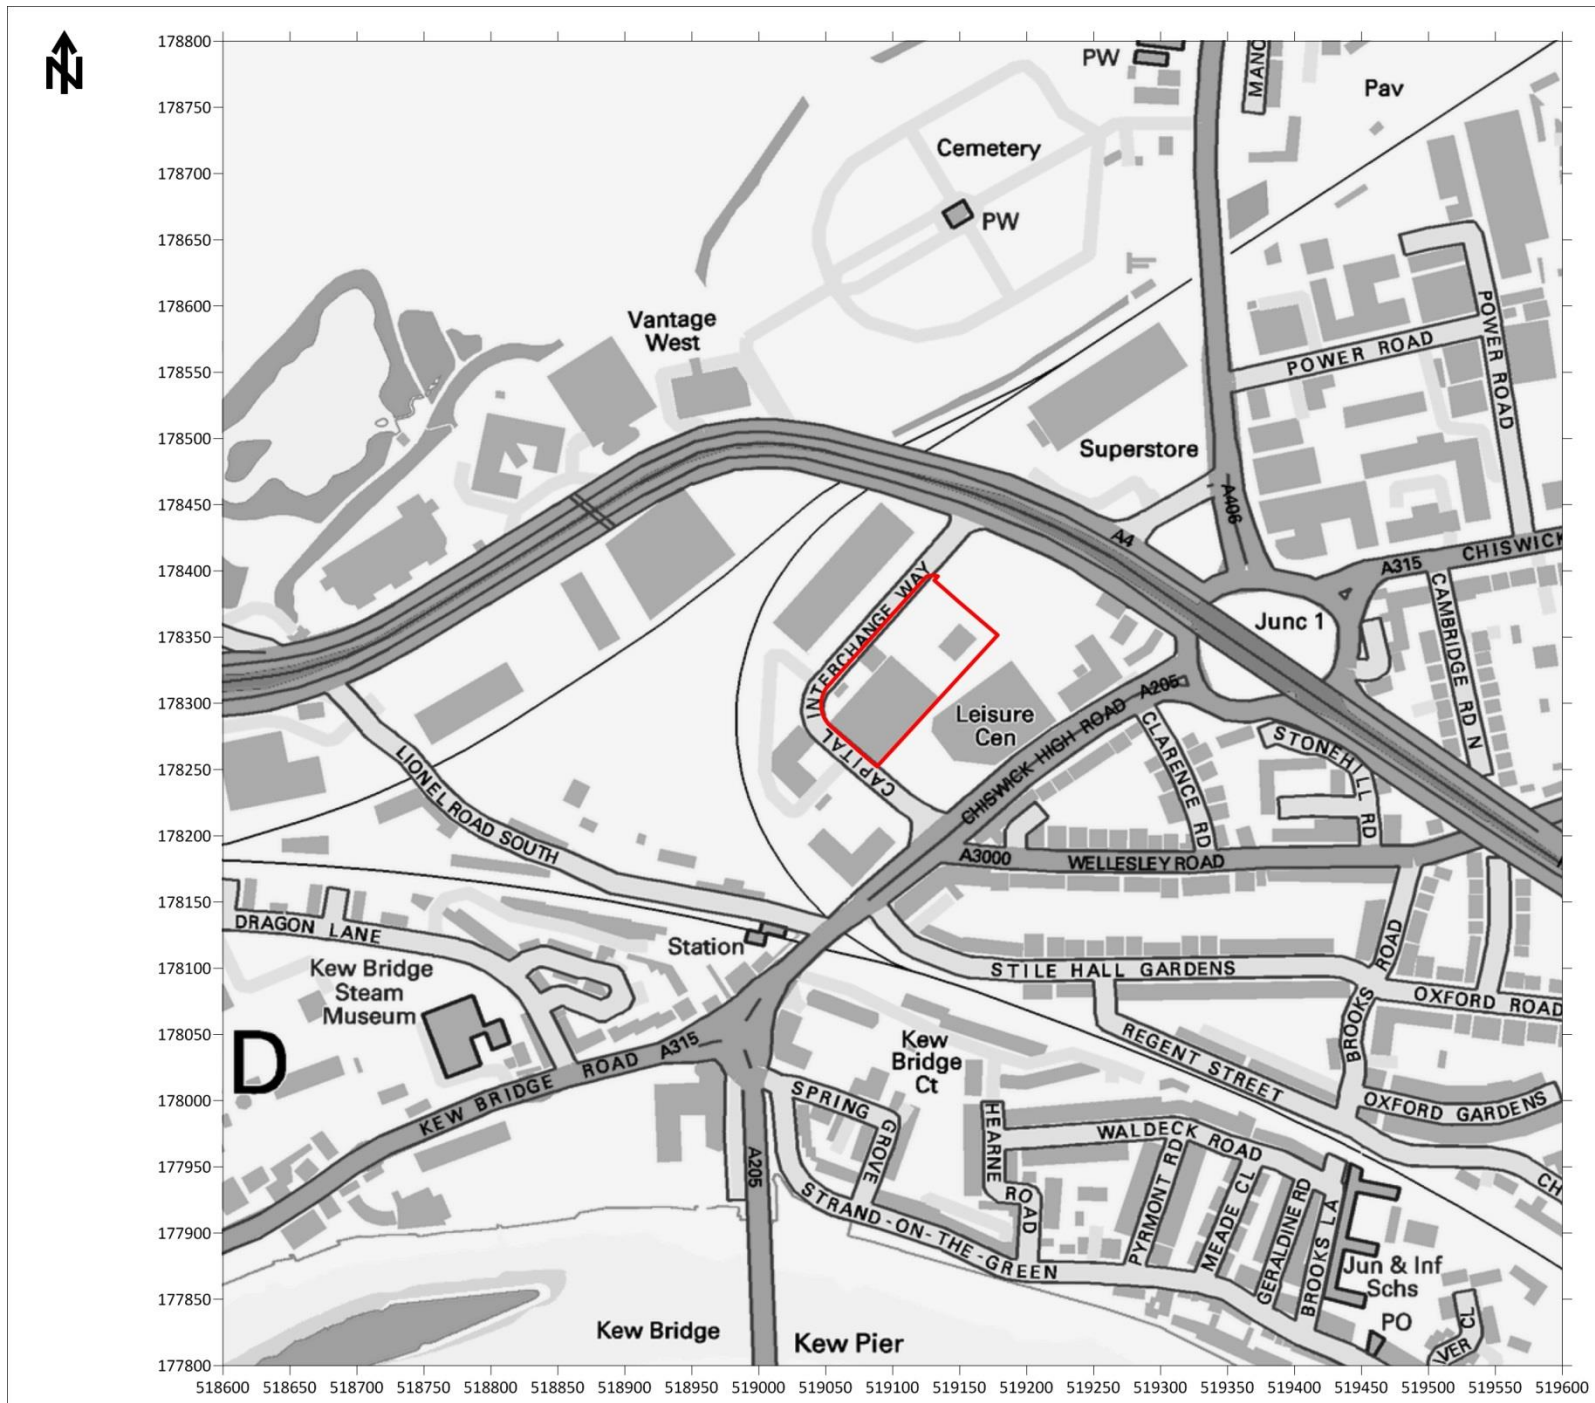 N
178800
178750
178700
178650
178600
178550
178500
178450
178400
178350
178300
178250
178200
178150
178100
178050
178000
177950
177900
177850
177800
PW
MANO
Pav
Cemetery
PW
Vantage
West
POWER ROAD
POWER ROAD
Superstore
A406
A4
A315
CHISWICK
4
Junc 1
CAMBRIDGE RD N
INTERCHANGE WAY
CAPITAL
Leisure
Cen
CHISWICK HIGH ROAD
A205
CLARENCE RD
STONEHILL RD
LIONEL ROAD SOUTH
A3000
WELLESLEY ROAD
DRAGON LANE
Station
STILE HALL GARDENS
BROOKS ROAD
OXFORD ROAD
Kew Bridge
Steam
Museum
D
KEW BRIDGE ROAD
A315
Kew
Bridge
Ct
REGENT STREET
OXFORD GARDENS
SPRING GROVE
HEARNE ROAD
WALDECK ROAD
A205
STRAND-ON-THE-GREEN
PYRMONT RD
MEADE CL
GERALDINE RD
BROOKS LA
CH
Jun & Inf
Schs
PO
VER CL
Kew Bridge
Kew Pier
518600 518650 518700 518750 518800 518850 518900 518950 519000 519050 519100 519150 519200 519250 519300 519350 519400 519450 519500 519550 519600